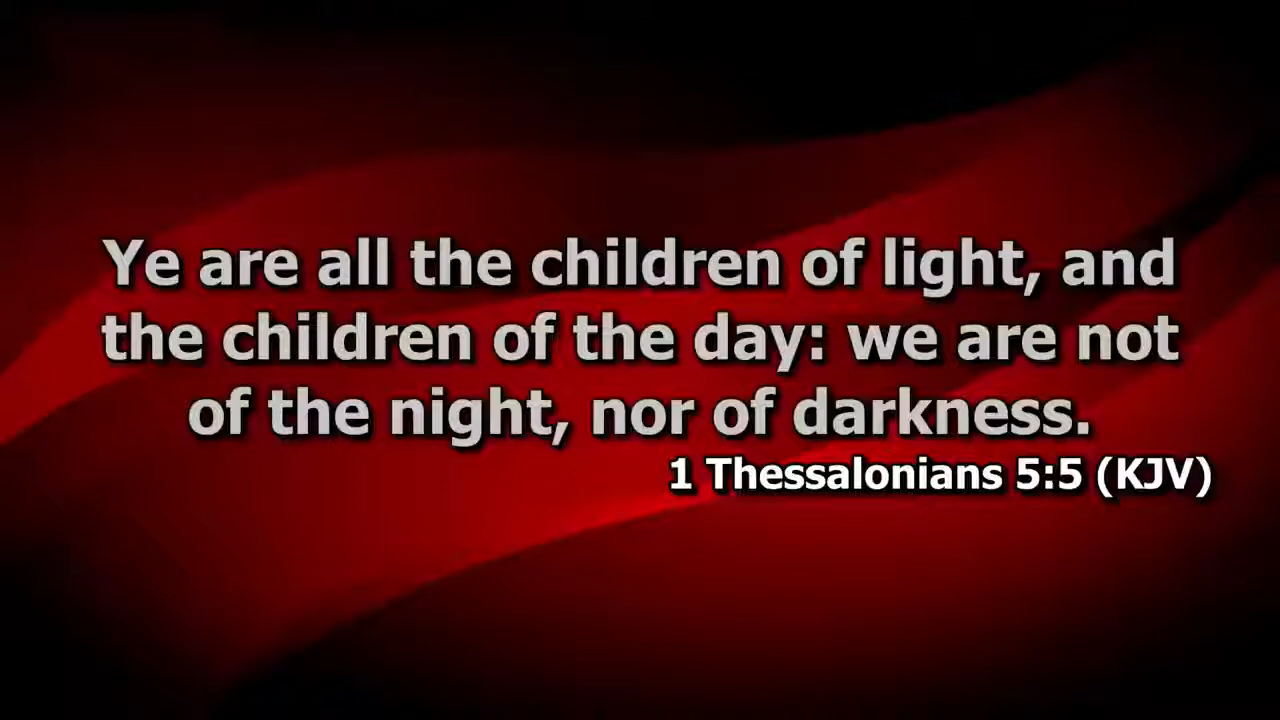 Ye are all the children of light, and
the children of the day: we are not
of the night, nor of darkness.
1 Thessalonians 5:5 (KJV)